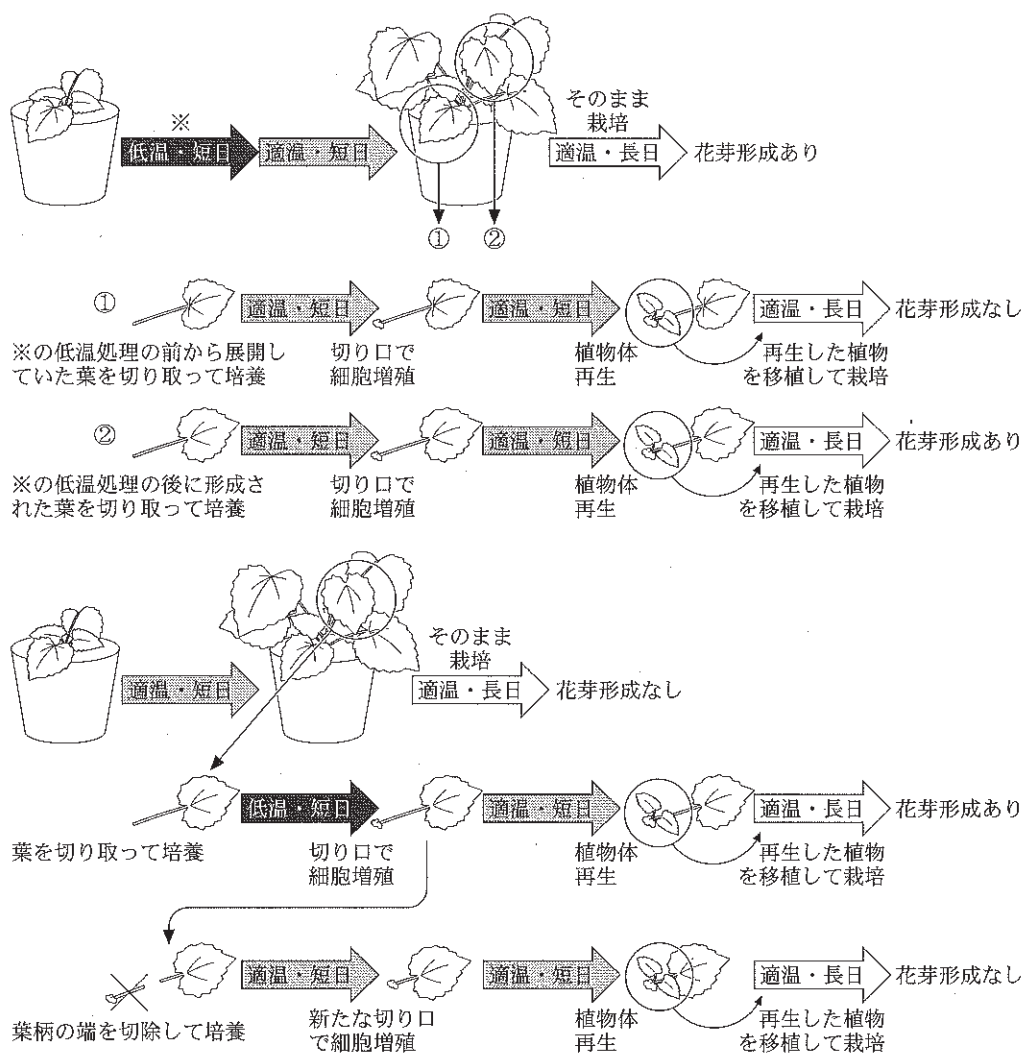 ※
低温・短日
適温・短日
そのまま
栽培
適温・長日
花芽形成あり
①
②
①
適温・短日
適温・短日
適温・長日
花芽形成なし
※の低温処理の前から展開し
ていた葉を切り取って培養
切り口で
細胞増殖
植物体
再生
再生した植物
を移植して栽培
②
適温・短日
適温・短日
適温・長日
花芽形成あり
※の低温処理の後に形成さ
れた葉を切り取って培養
切り口で
細胞増殖
植物体
再生
再生した植物
を移植して栽培
適温・短日
そのまま
栽培
適温・長日
花芽形成なし
低温・短日
適温・短日
適温・長日
花芽形成あり
葉を切り取って培養
切り口で
細胞増殖
植物体
再生
再生した植物
を移植して栽培
適温・短日
適温・短日
適温・長日
花芽形成なし
葉柄の端を切除して培養
新たな切り口
で細胞増殖
植物体
再生
再生した植物
を移植して栽培